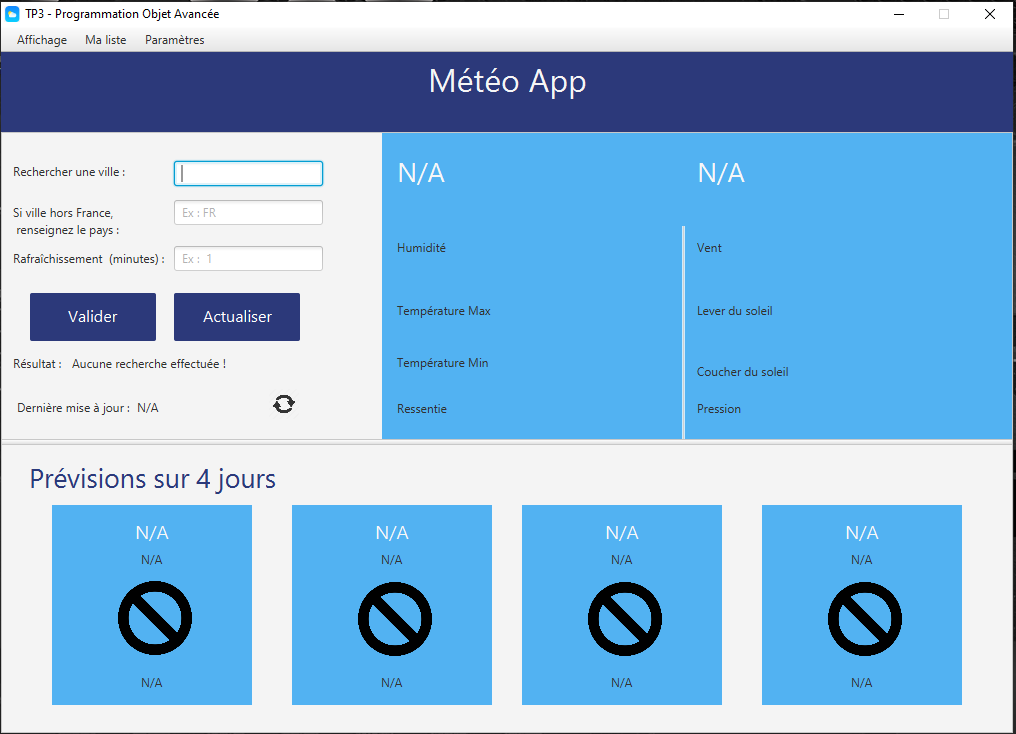 TP3 - Programmation Objet Avancée
Affichage Ma liste Paramètres
Météo App
Rechercher une ville :
Si ville hors France,
renseignez le pays :
Ex : FR
Rafraîchissement (minutes) :
Ex : 1
Valider
Actualiser
Résultat : Aucune recherche effectuée !
Dernière mise à jour : N/A
N/A
N/A
Humidité
Vent
Température Max
Lever du soleil
Température Min
Coucher du soleil
Ressentie
Pression
Prévisions sur 4 jours
N/A
N/A
N/A
N/A
N/A
N/A
N/A
N/A
N/A
N/A
N/A
N/A